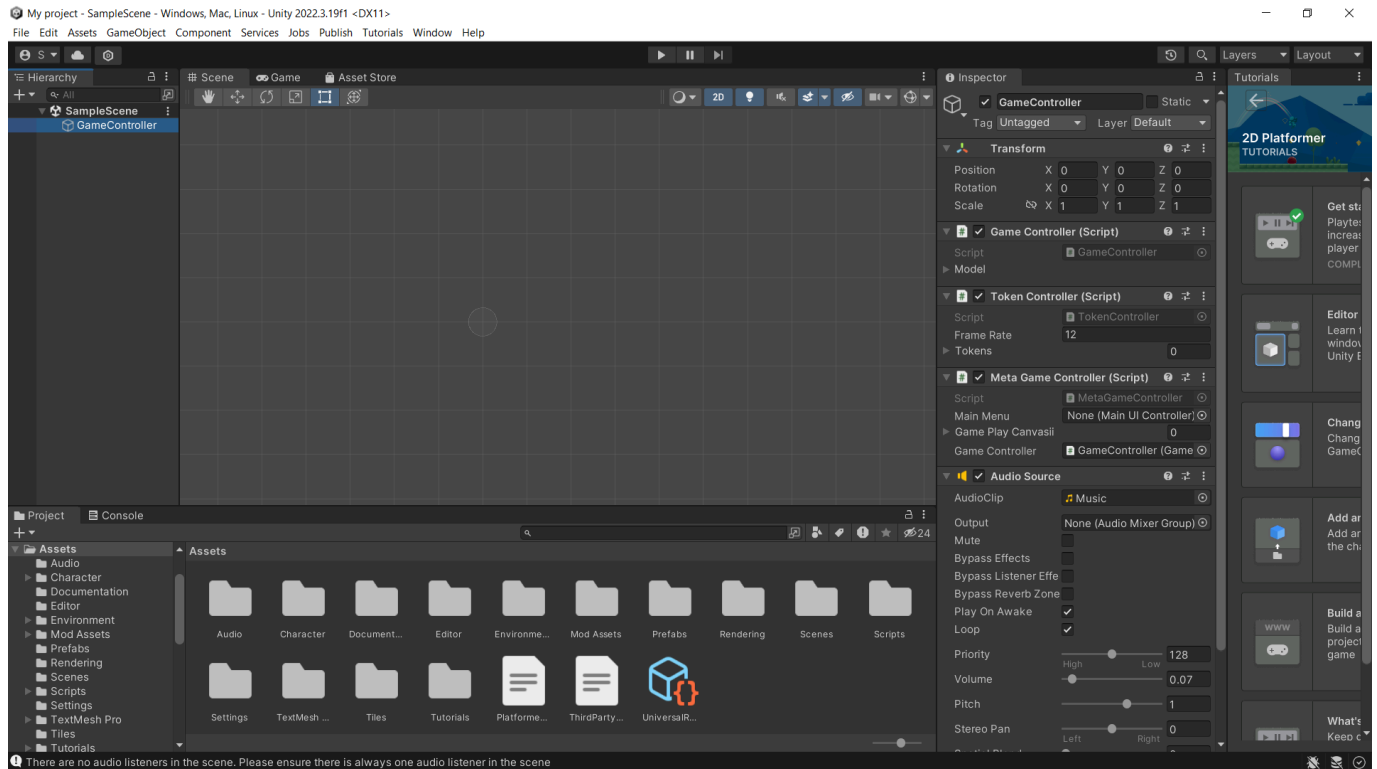 My project - SampleScene - Windows, Mac, Linux - Unity 2022.3.19f1 <DX11>
File Edit Assets GameObject Component Services Jobs Publish Tutorials Window Help
S
Layers
Layout
Hierarchy
All
SampleScene
GameController
Scene
Game
Asset Store
2D
Inspector
GameController
Static
Tag Untagged
Layer Default
Transform
Position X 0 Y 0 Z 0
Rotation X 0 Y 0 Z 0
Scale X 1 Y 1 Z 1
Game Controller (Script)
Script GameController
Model
Token Controller (Script)
Script TokenController
Frame Rate 12
Tokens 0
Meta Game Controller (Script)
Script MetaGameController
Main Menu None (Main UI Controller)
Game Play Canvasii 0
Game Controller GameController (Game
Audio Source
AudioClip Music
Output None (Audio Mixer Group)
Mute
Bypass Effects
Bypass Listener Effe
Bypass Reverb Zone
Play On Awake
Loop
Priority 128
High Low
Volume 0.07
Pitch 1
Stereo Pan 0
Left Right
Tutorials
2D Platformer
TUTORIALS
Get sta
Playtes
increas
player
COMPL
Editor
Learn t
window
Unity E
Chang
Chang
GameO
Add an
Add an
the cha
WWW
Build a
Build a
project
game
What's
Keep c
Project
Console
24
Assets
Audio
Character
Documentation
Editor
Environment
Mod Assets
Prefabs
Rendering
Scenes
Scripts
Settings
TextMesh Pro
Tiles
Tutorials
Assets
Audio Character Document... Editor Environme... Mod Assets Prefabs Rendering Scenes Scripts
Settings TextMesh ... Tiles Tutorials Platforme... ThirdParty... UniversalR...
There are no audio listeners in the scene. Please ensure there is always one audio listener in the scene